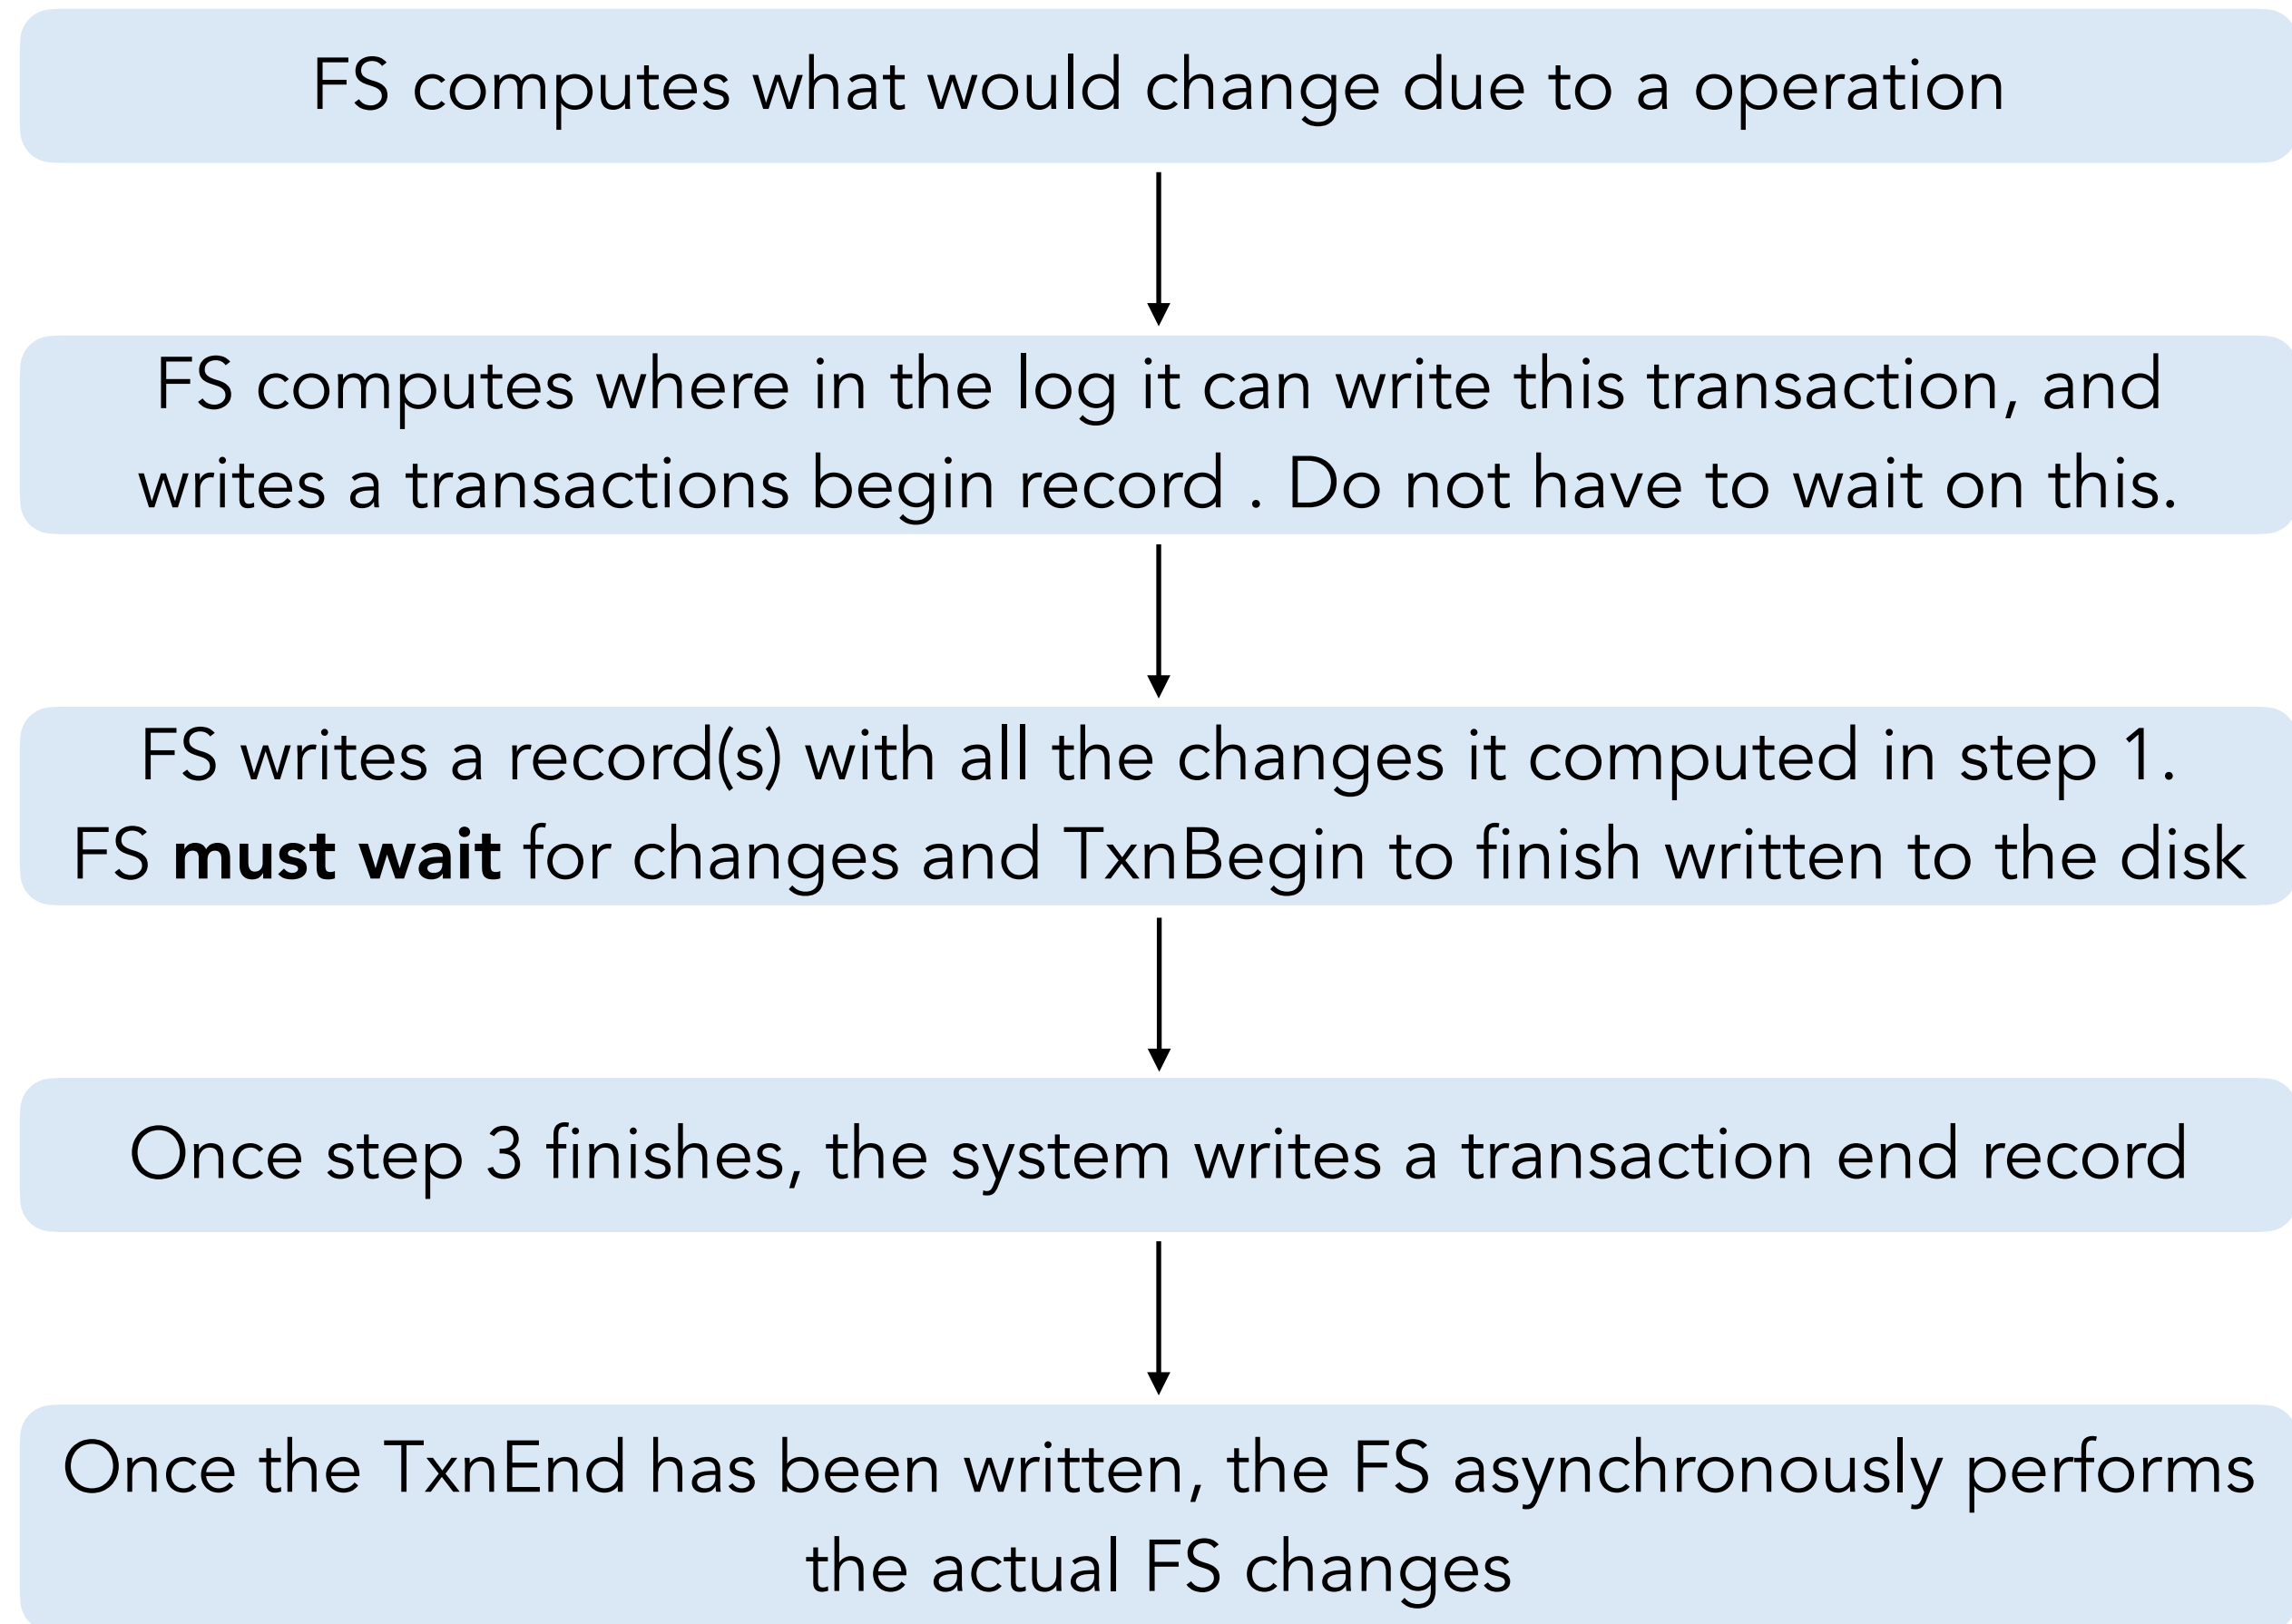 FS computes what would change due to a operation
FS computes where in the log it can write this transaction, and
writes a transactions begin record . Do not have to wait on this.
FS writes a record(s) with all the changes it computed in step 1.
FS must wait for changes and TxnBegin to finish written to the disk
Once step 3 finishes, the system writes a transaction end record
Once the TxnEnd has been written, the FS asynchronously performs
the actual FS changes